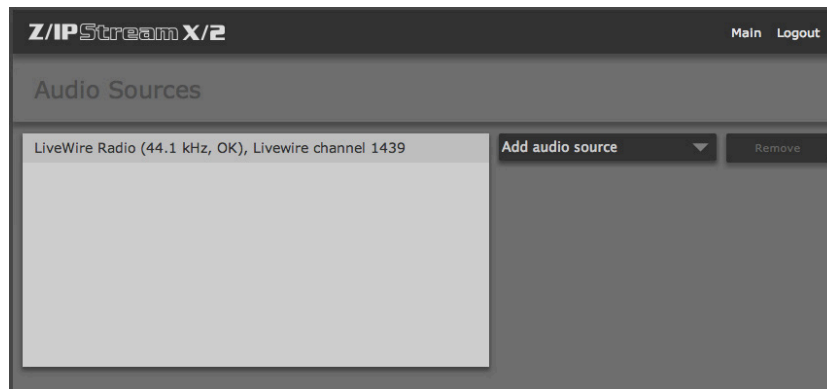 Z/IPStream X/2
Main Logout
Audio Sources
LiveWire Radio (44.1 kHz, OK), Livewire channel 1439
Add audio source
Remove